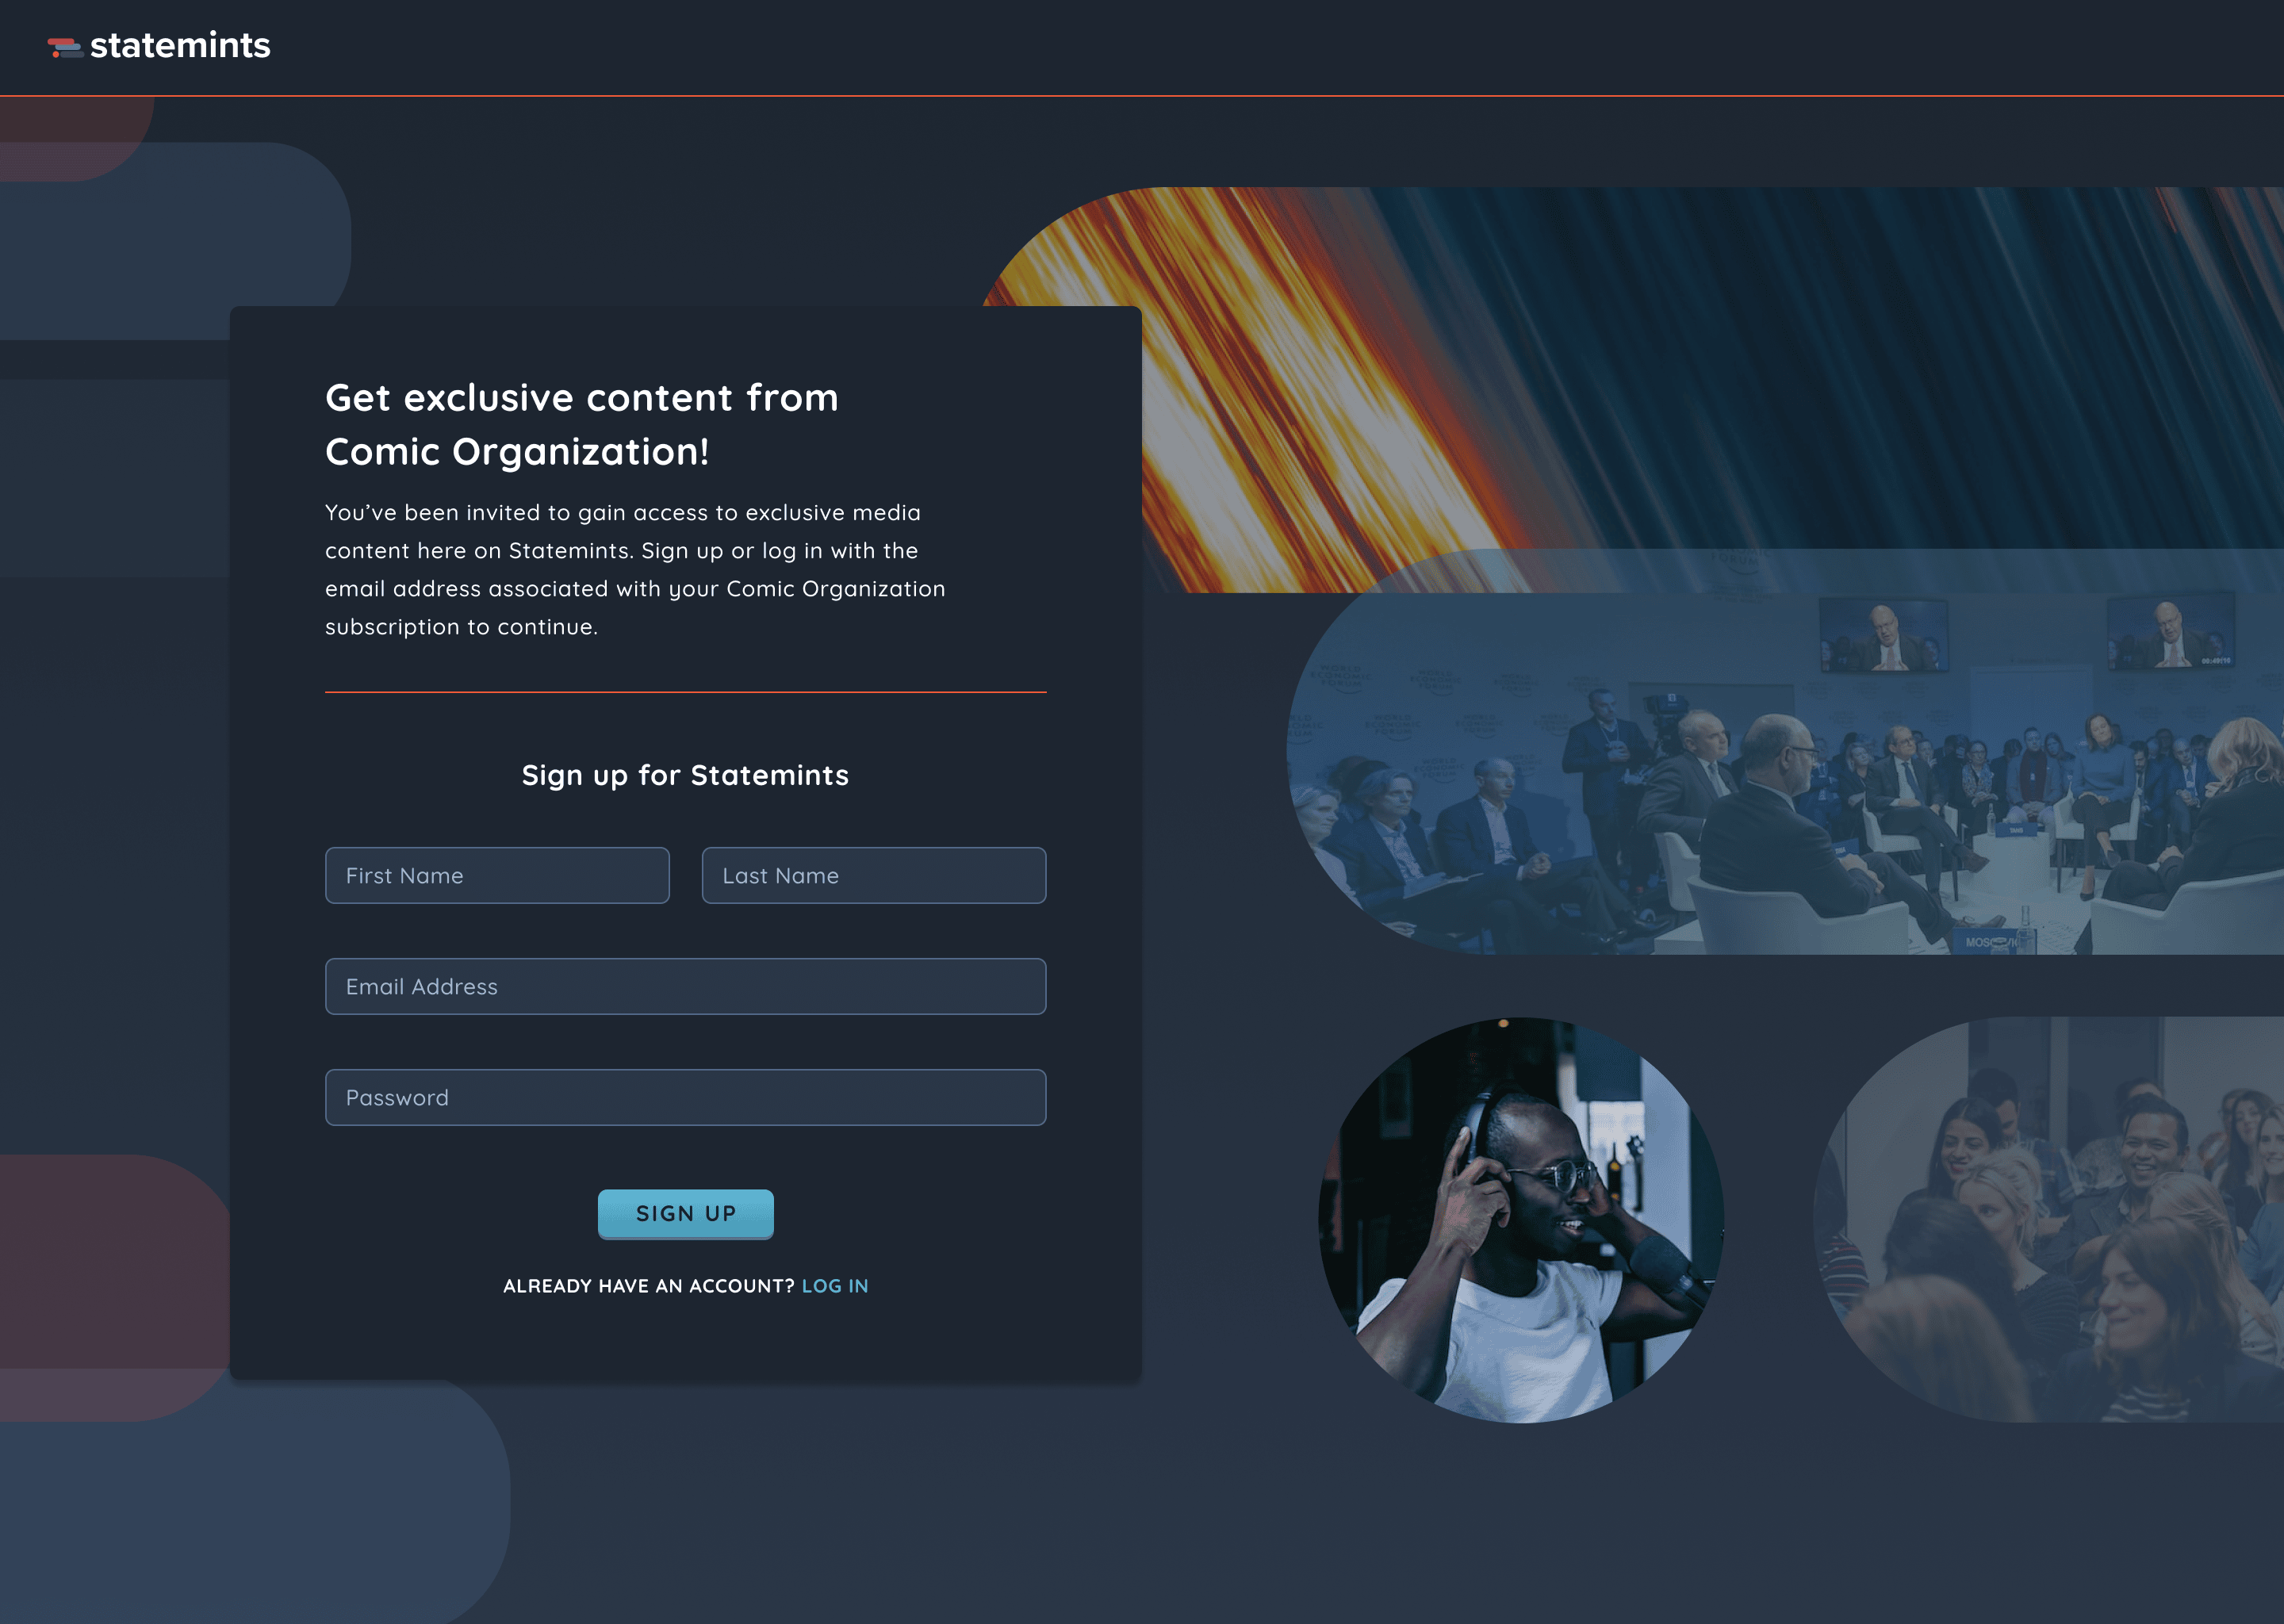 statemints
Get exclusive content from
Comic Organization!
You’ve been invited to gain access to exclusive media
content here on Statemints. Sign up or log in with the
email address associated with your Comic Organization
subscription to continue.
Sign up for Statemints
First Name
Last Name
Email Address
Password
SIGN UP
ALREADY HAVE AN ACCOUNT? LOG IN
WORLD
ECONOMIC
FORUM